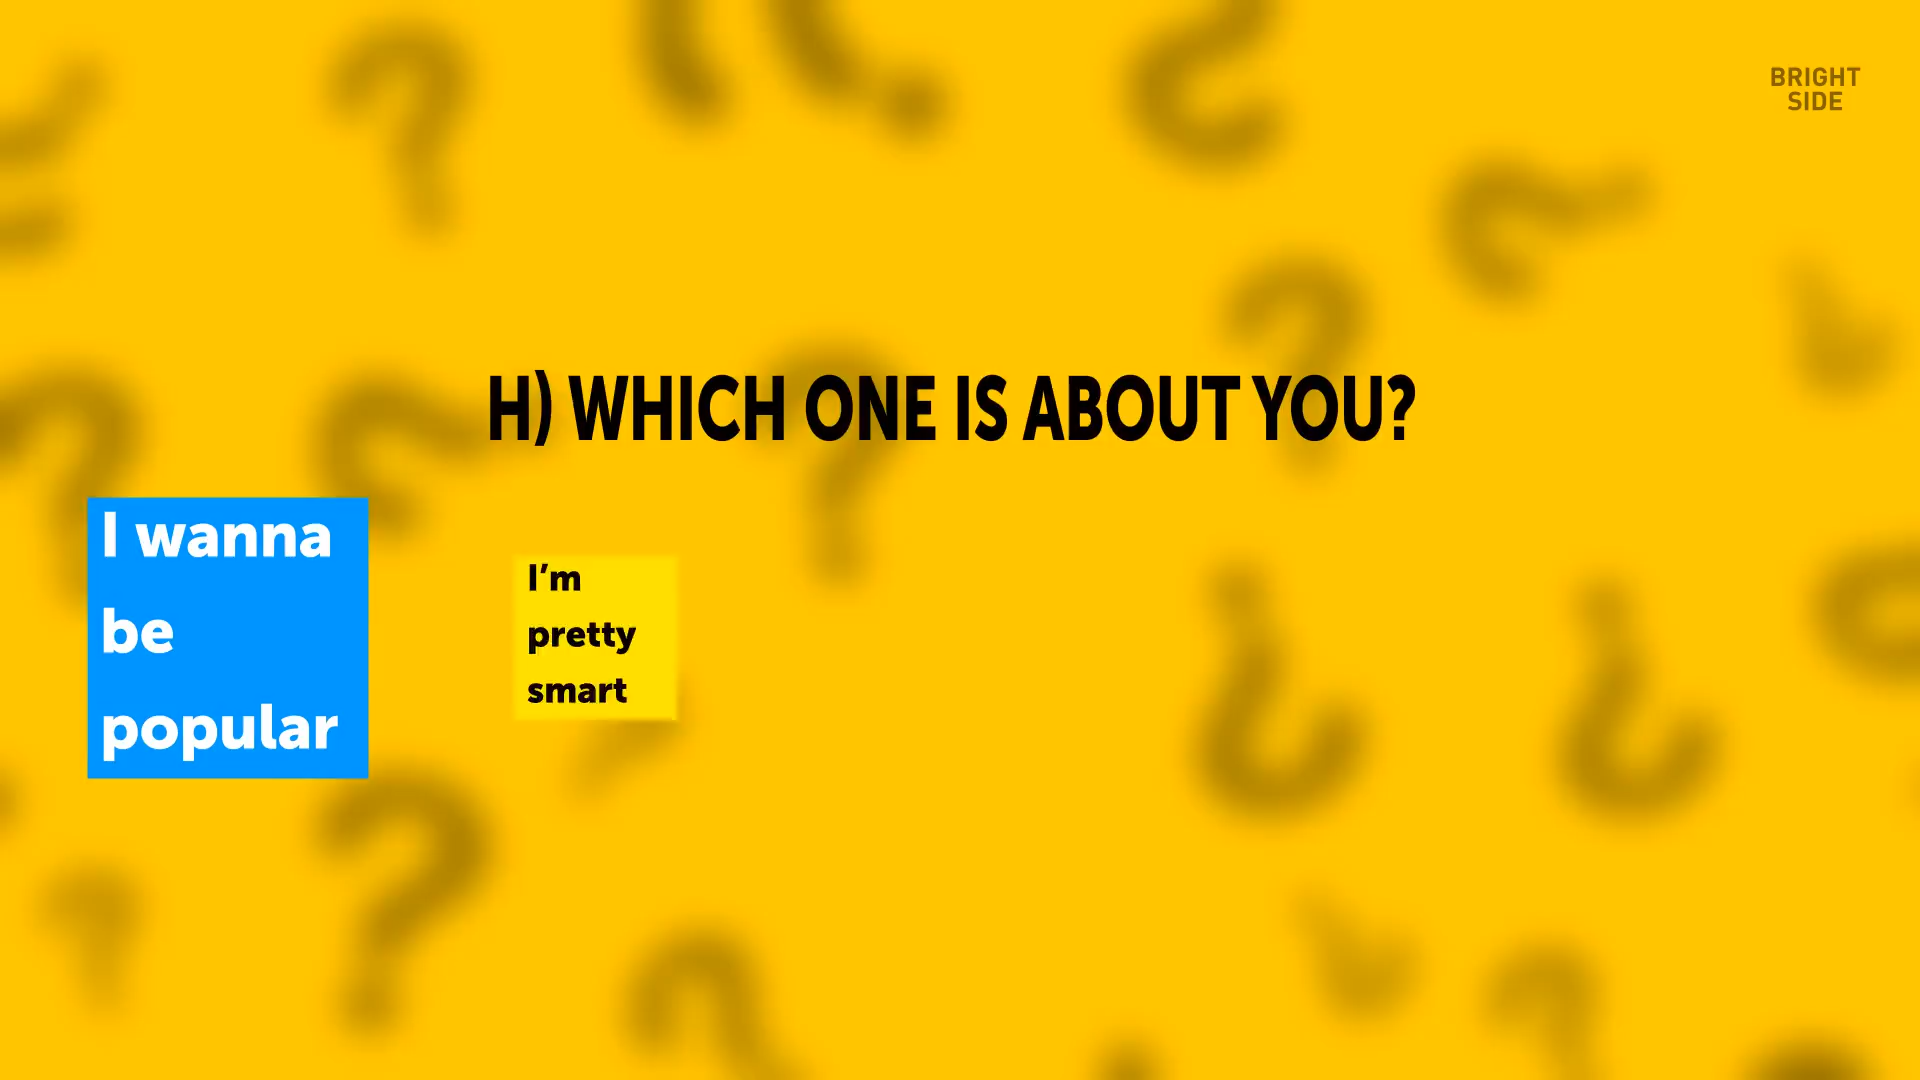 BRIGHT
SIDE
H) WHICH ONE IS ABOUT YOU?
I wanna
be
popular
I'm
pretty
smart